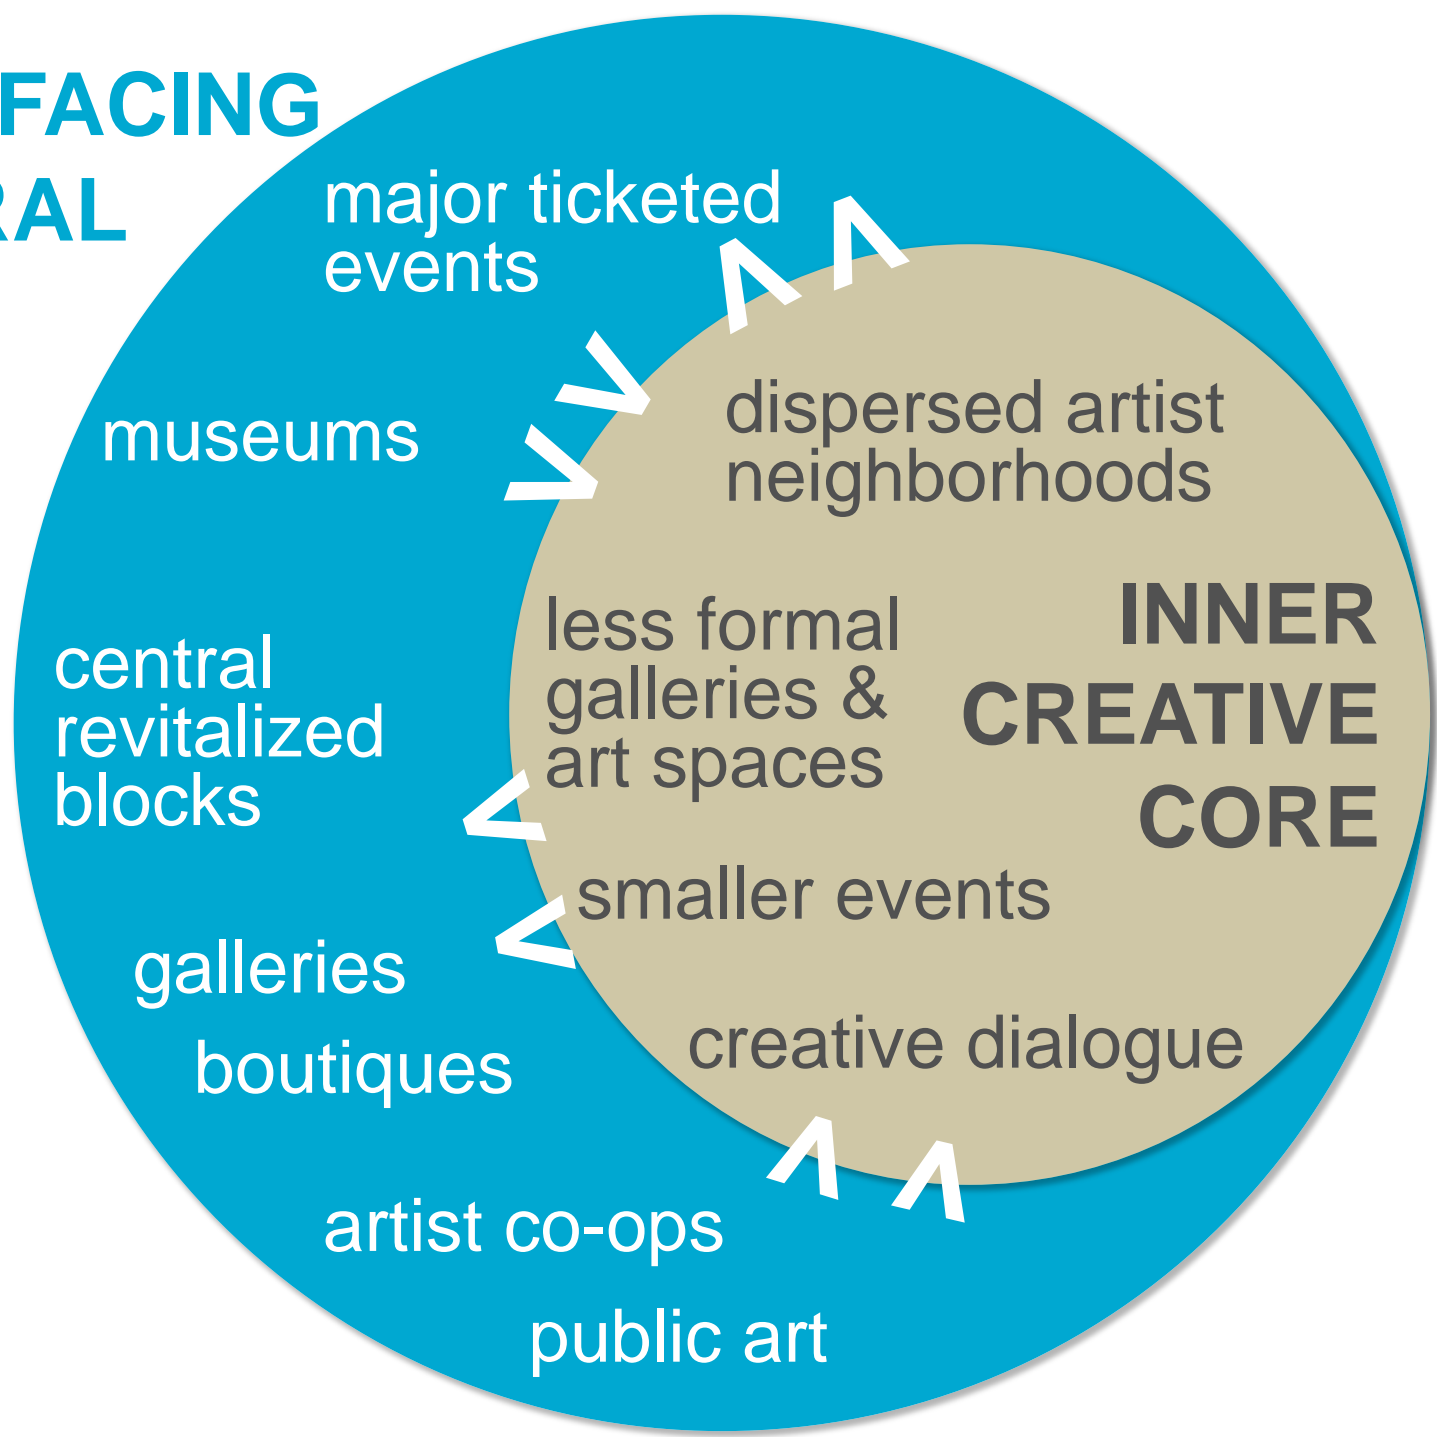 FACING
RAL
major ticketed
events
museums
dispersed artist
neighborhoods
central
revitalized
blocks
less formal
galleries &
art spaces
INNER
CREATIVE
CORE
smaller events
galleries
creative dialogue
boutiques
artist co-ops
public art